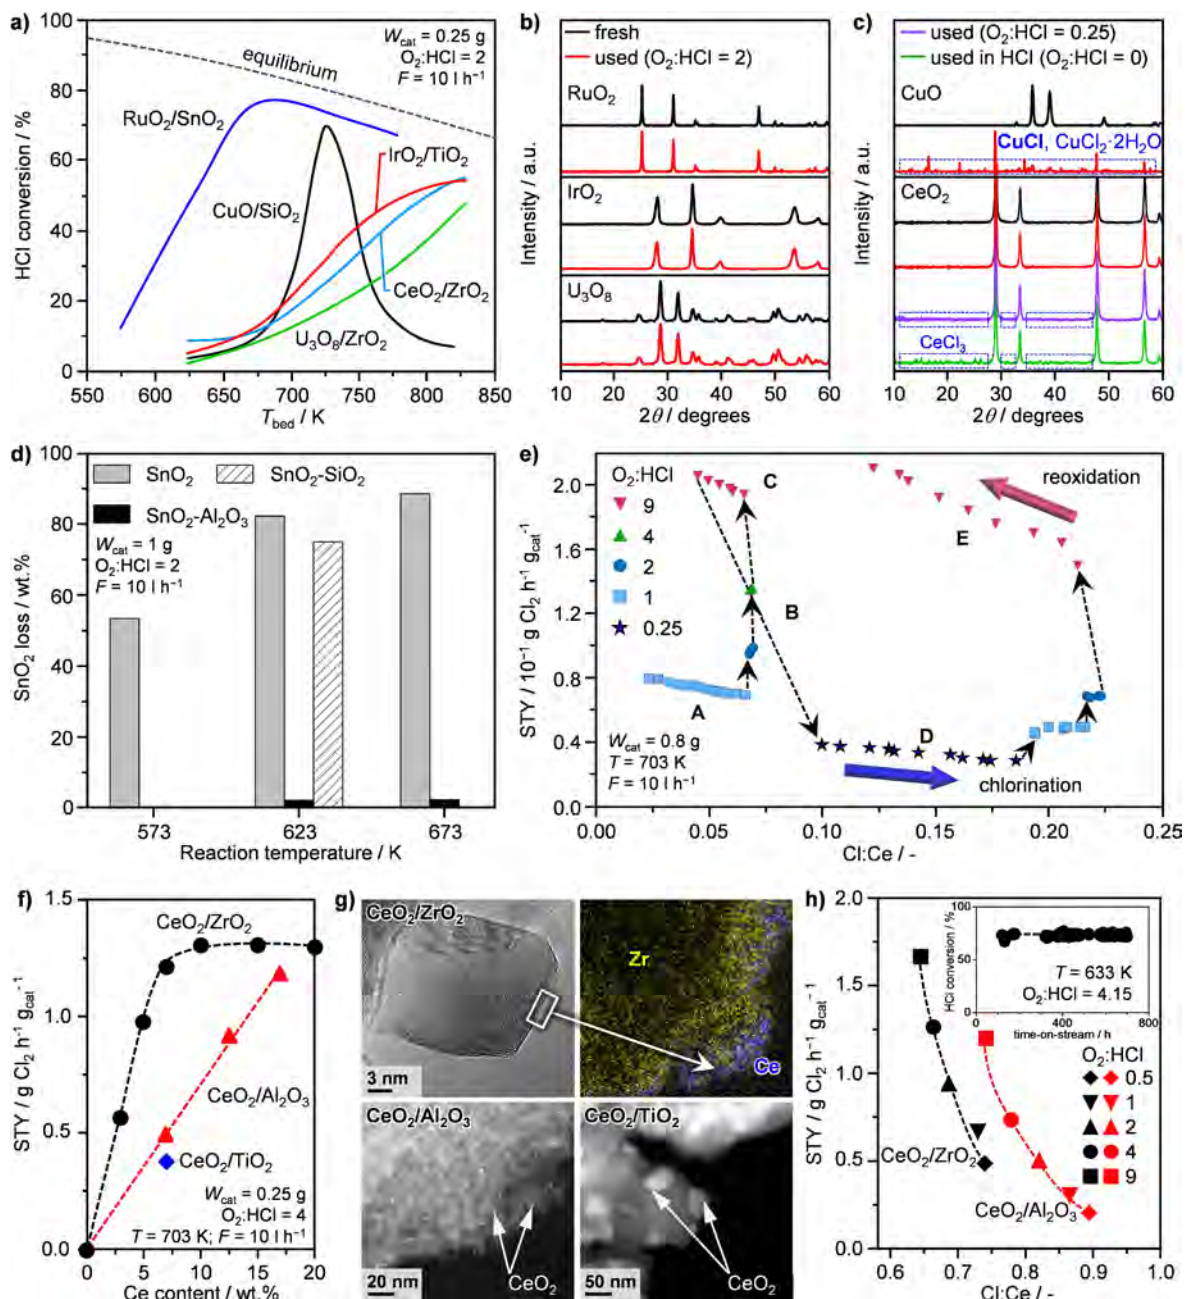 a)
HCl conversion / %
100
80
60
40
20
0
equilibrium
W_cat = 0.25 g
O₂:HCl = 2
F = 10 l h⁻¹
RuO₂/SnO₂
IrO₂/TiO₂
CuO/SiO₂
CeO₂/ZrO₂
U₃O₈/ZrO₂
550 600 650 700 750 800 850
T_bed / K
b)
Intensity / a.u.
fresh
used (O₂:HCl = 2)
RuO₂
IrO₂
U₃O₈
10 20 30 40 50 60
2θ / degrees
c)
Intensity / a.u.
used (O₂:HCl = 0.25)
used in HCl (O₂:HCl = 0)
CuO
CuCl, CuCl₂·2H₂O
CeO₂
CeCl₃
10 20 30 40 50 60
2θ / degrees
d)
SnO₂ loss / wt.%
100
80
60
40
20
0
SnO₂ SnO₂-SiO₂
SnO₂-Al₂O₃
W_cat = 1 g
O₂:HCl = 2
F = 10 l h⁻¹
573 623 673
Reaction temperature / K
e)
STY / 10⁻¹ g Cl₂ h⁻¹ g_cat⁻¹
2.0
1.6
1.2
0.8
0.4
0.0
O₂:HCl
9
4
2
1
0.25
C
reoxidation
E
B
A
D
W_cat = 0.8 g
T = 703 K
F = 10 l h⁻¹
chlorination
0.00 0.05 0.10 0.15 0.20 0.25
Cl:Ce / -
f)
STY / g Cl₂ h⁻¹ g_cat⁻¹
1.5
1.0
0.5
0.0
CeO₂/ZrO₂
CeO₂/Al₂O₃
CeO₂/TiO₂
W_cat = 0.25 g
O₂:HCl = 4
T = 703 K; F = 10 l h⁻¹
0 5 10 15 20
Ce content / wt.%
g)
CeO₂/ZrO₂
3 nm
Zr
Ce
CeO₂/Al₂O₃
CeO₂
20 nm
CeO₂/TiO₂
CeO₂
50 nm
h)
STY / g Cl₂ h⁻¹ g_cat⁻¹
2.0
1.8
1.5
1.3
1.0
0.8
0.5
0.3
0.0
HCl conversion / %
100
50
0
T = 633 K
O₂:HCl = 4.15
0 400 800
time-on-stream / h
O₂:HCl
0.5
1
2
4
9
CeO₂/ZrO₂
CeO₂/Al₂O₃
0.6 0.7 0.8 0.9 1
Cl:Ce / -